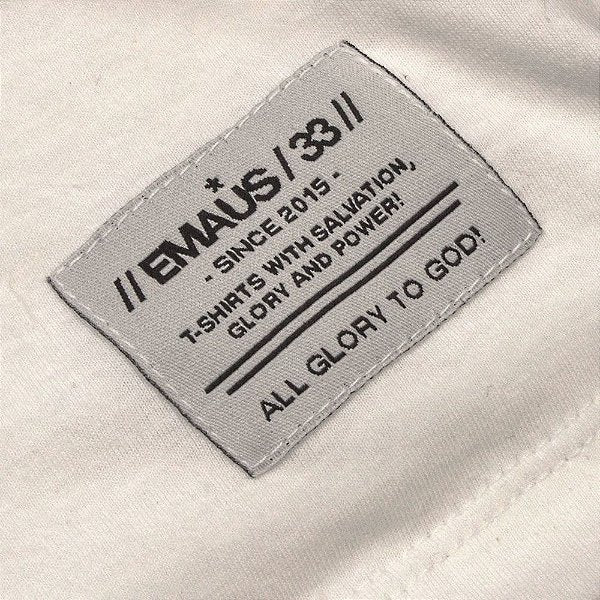 // EMAUS / 33 //
*
- SINCE 2015 -
T-SHIRTS WITH SALVATION,
GLORY AND POWER!
ALL GLORY TO GOD!